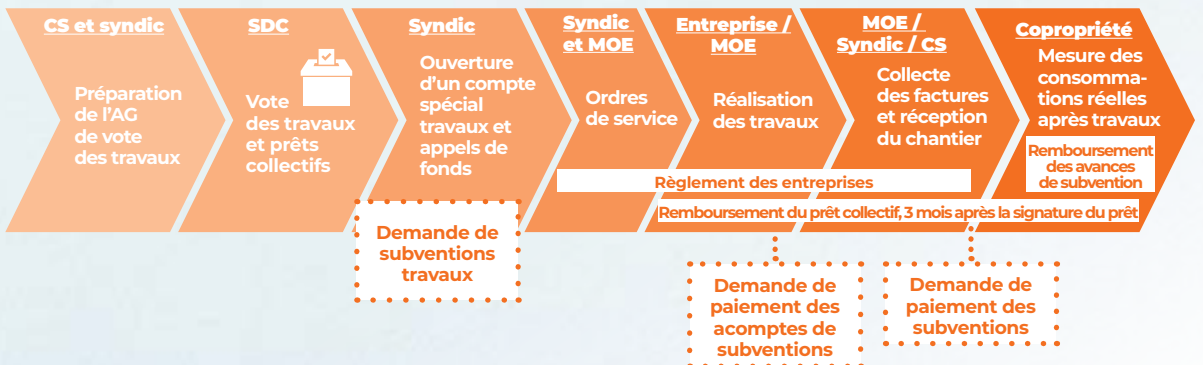 CS et syndic
Préparation
de l'AG
de vote
des travaux
SDC
Vote
des travaux
et prêts
collectifs
Syndic
Ouverture
d'un compte
spécial
travaux et
appels de
fonds
Syndic
et MOE
Ordres
de service
Entreprise /
MOE
Réalisation
des travaux
MOE /
Syndic / CS
Collecte
des factures
et réception
du chantier
Copropriété
Mesure des
consomma-
tions réelles
après travaux
Remboursement
des avances
de subvention
Règlement des entreprises
Remboursement du prêt collectif, 3 mois après la signature du prêt
Demande de
subventions
travaux
Demande de
paiement des
acomptes de
subventions
Demande de
paiement des
subventions